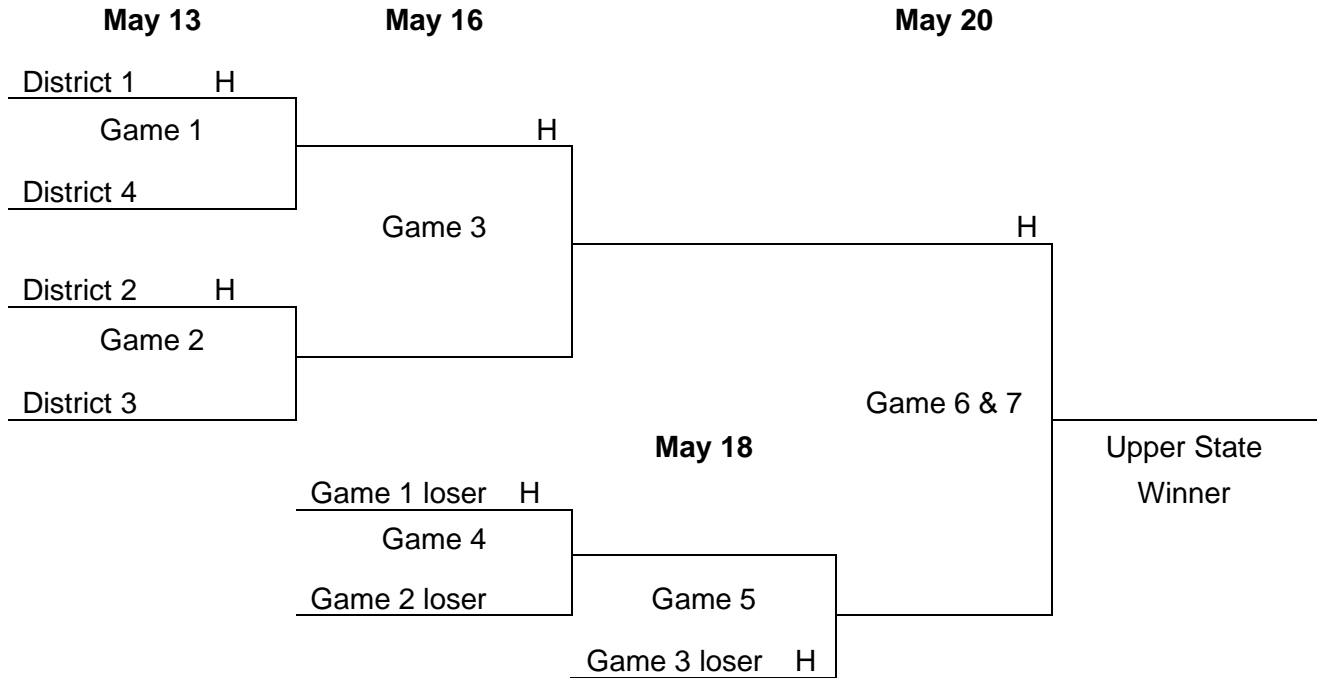 May 13 May 16 May 20
District 1 H
Game 1 H
District 4
Game 3 H
District 2 H
Game 2
District 3 Game 6 & 7
May 18 Upper State
Game 1 loser H Winner
Game 4
Game 2 loser Game 5
Game 3 loser H